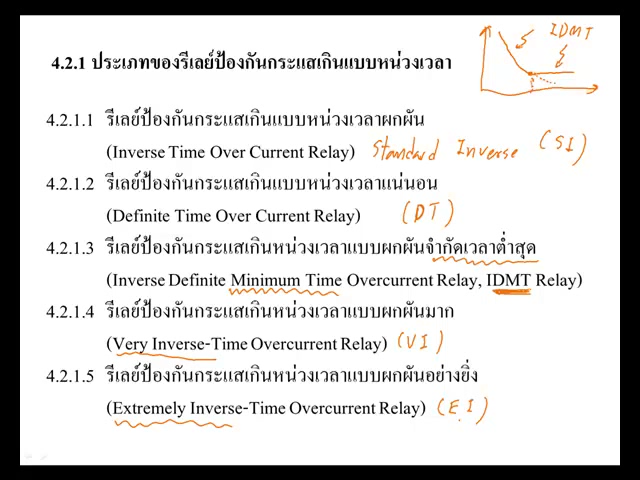 IDMT
4.2.1 ประเภทของรีเลย์ป้องกันกระแสเกินแบบหน่วงเวลา
4.2.1.1 รีเลย์ป้องกันกระแสเกินแบบหน่วงเวลาผกผัน
(Inverse Time Over Current Relay) Standard Inverse (SI)
4.2.1.2 รีเลย์ป้องกันกระแสเกินแบบหน่วงเวลาแน่นอน
(Definite Time Over Current Relay) (DT)
4.2.1.3 รีเลย์ป้องกันกระแสเกินหน่วงเวลาแบบผกผันจำกัดเวลาต่ำสุด
(Inverse Definite Minimum Time Overcurrent Relay, IDMT Relay)
4.2.1.4 รีเลย์ป้องกันกระแสเกินหน่วงเวลาแบบผกผันมาก
(Very Inverse-Time Overcurrent Relay) (VI)
4.2.1.5 รีเลย์ป้องกันกระแสเกินหน่วงเวลาแบบผกผันอย่างยิ่ง
(Extremely Inverse-Time Overcurrent Relay) (EI)